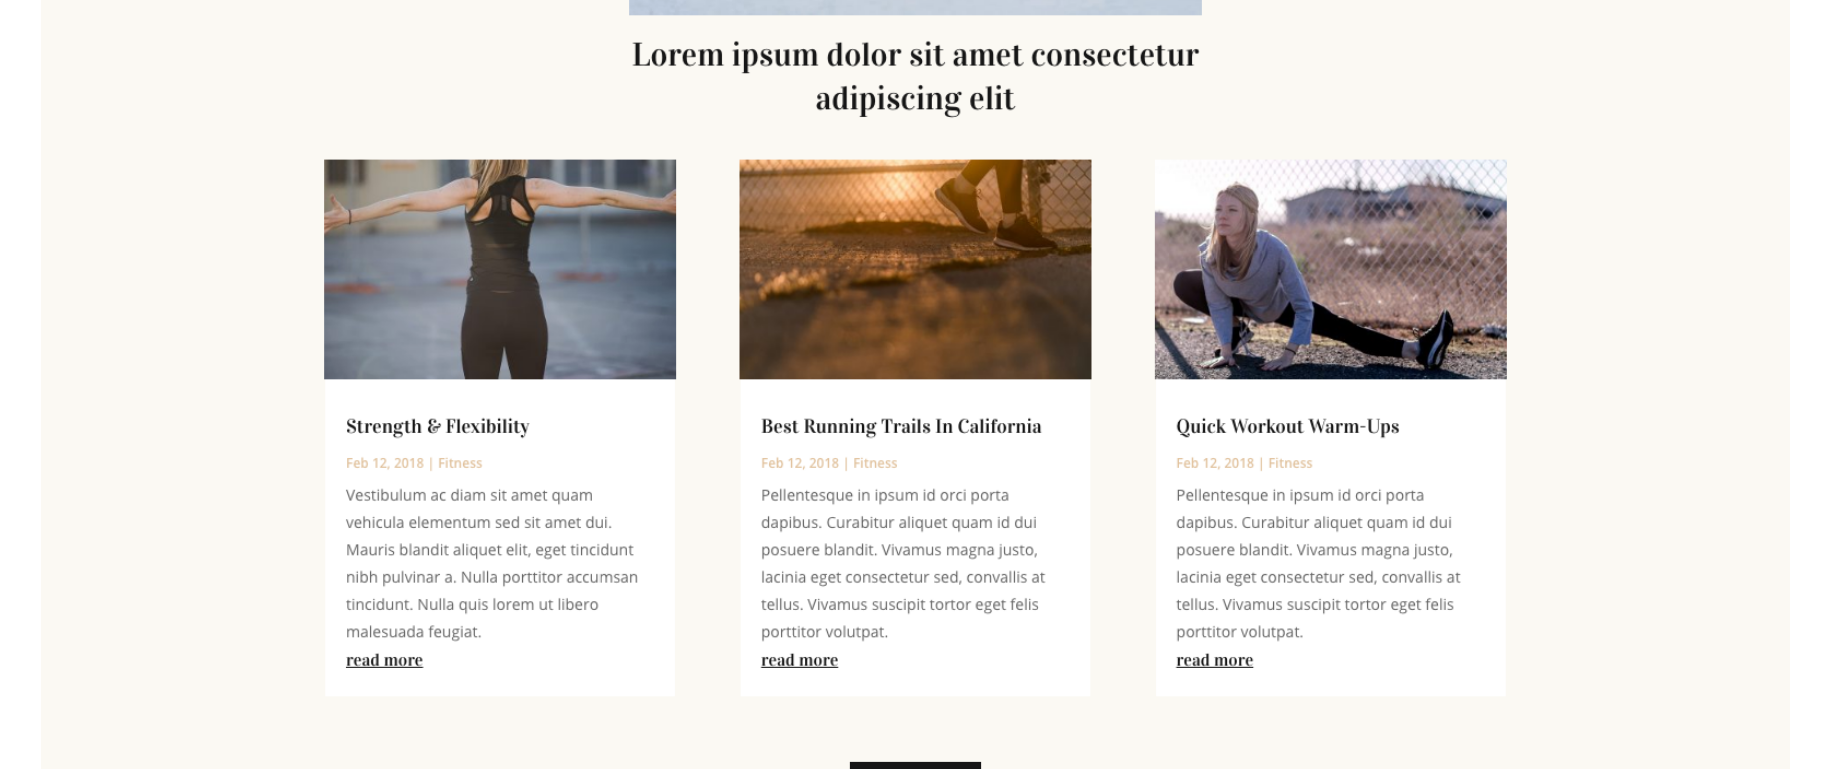 Lorem ipsum dolor sit amet consectetur
adipiscing elit
Strength & Flexibility
Feb 12, 2018 | Fitness
Vestibulum ac diam sit amet quam
vehicula elementum sed sit amet dui.
Mauris blandit aliquet elit, eget tincidunt
nibh pulvinar a. Nulla porttitor accumsan
tincidunt. Nulla quis lorem ut libero
malesuada feugiat.
read more
Best Running Trails In California
Feb 12, 2018 | Fitness
Pellentesque in ipsum id orci porta
dapibus. Curabitur aliquet quam id dui
posuere blandit. Vivamus magna justo,
lacinia eget consectetur sed, convallis at
tellus. Vivamus suscipit tortor eget felis
porttitor volutpat.
read more
Quick Workout Warm-Ups
Feb 12, 2018 | Fitness
Pellentesque in ipsum id orci porta
dapibus. Curabitur aliquet quam id dui
posuere blandit. Vivamus magna justo,
lacinia eget consectetur sed, convallis at
tellus. Vivamus suscipit tortor eget felis
porttitor volutpat.
read more